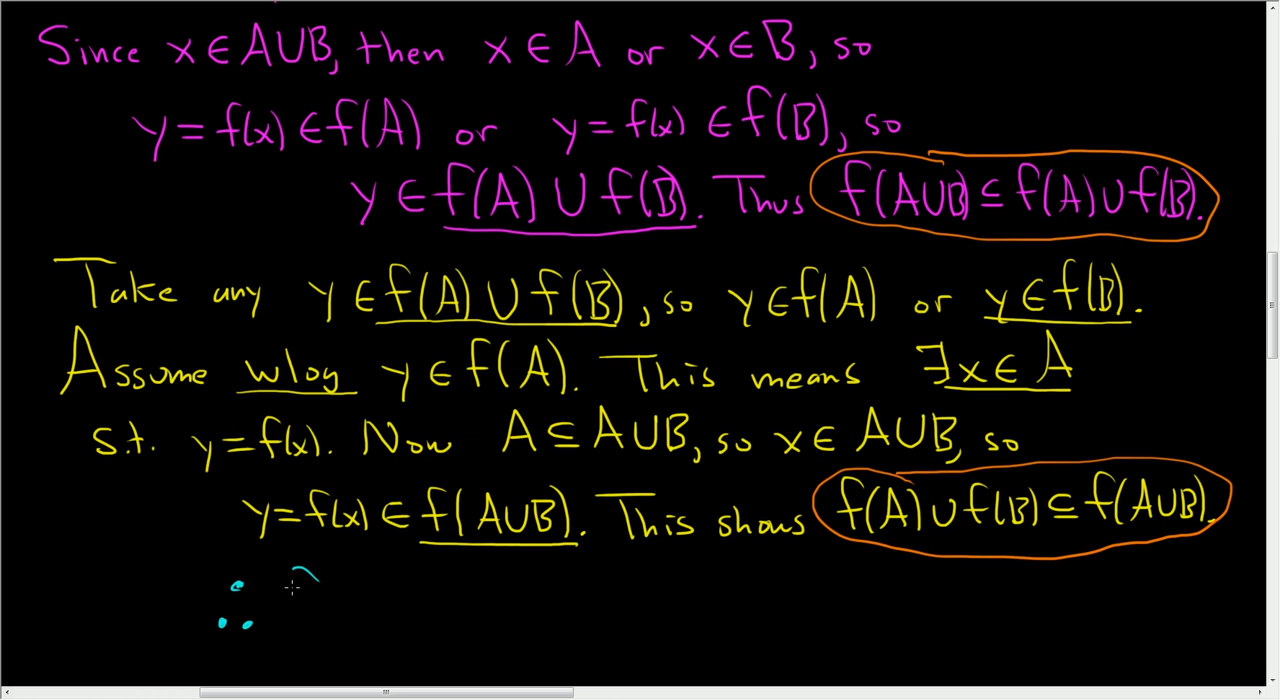 Since x ∈ A∪B, then x ∈ A or x ∈ B, so
y = f(x) ∈ f(A) or y = f(x) ∈ f(B), so
y ∈ f(A) ∪ f(B). Thus f(A∪B) ⊆ f(A) ∪ f(B).
Take any y ∈ f(A) ∪ f(B), so y ∈ f(A) or y ∈ f(B).
Assume wlog y ∈ f(A). This means ∃ x ∈ A
s.t. y = f(x). Now A ⊆ A∪B, so x ∈ A∪B, so
y = f(x) ∈ f(A∪B). This shows f(A) ∪ f(B) ⊆ f(A∪B).
∴